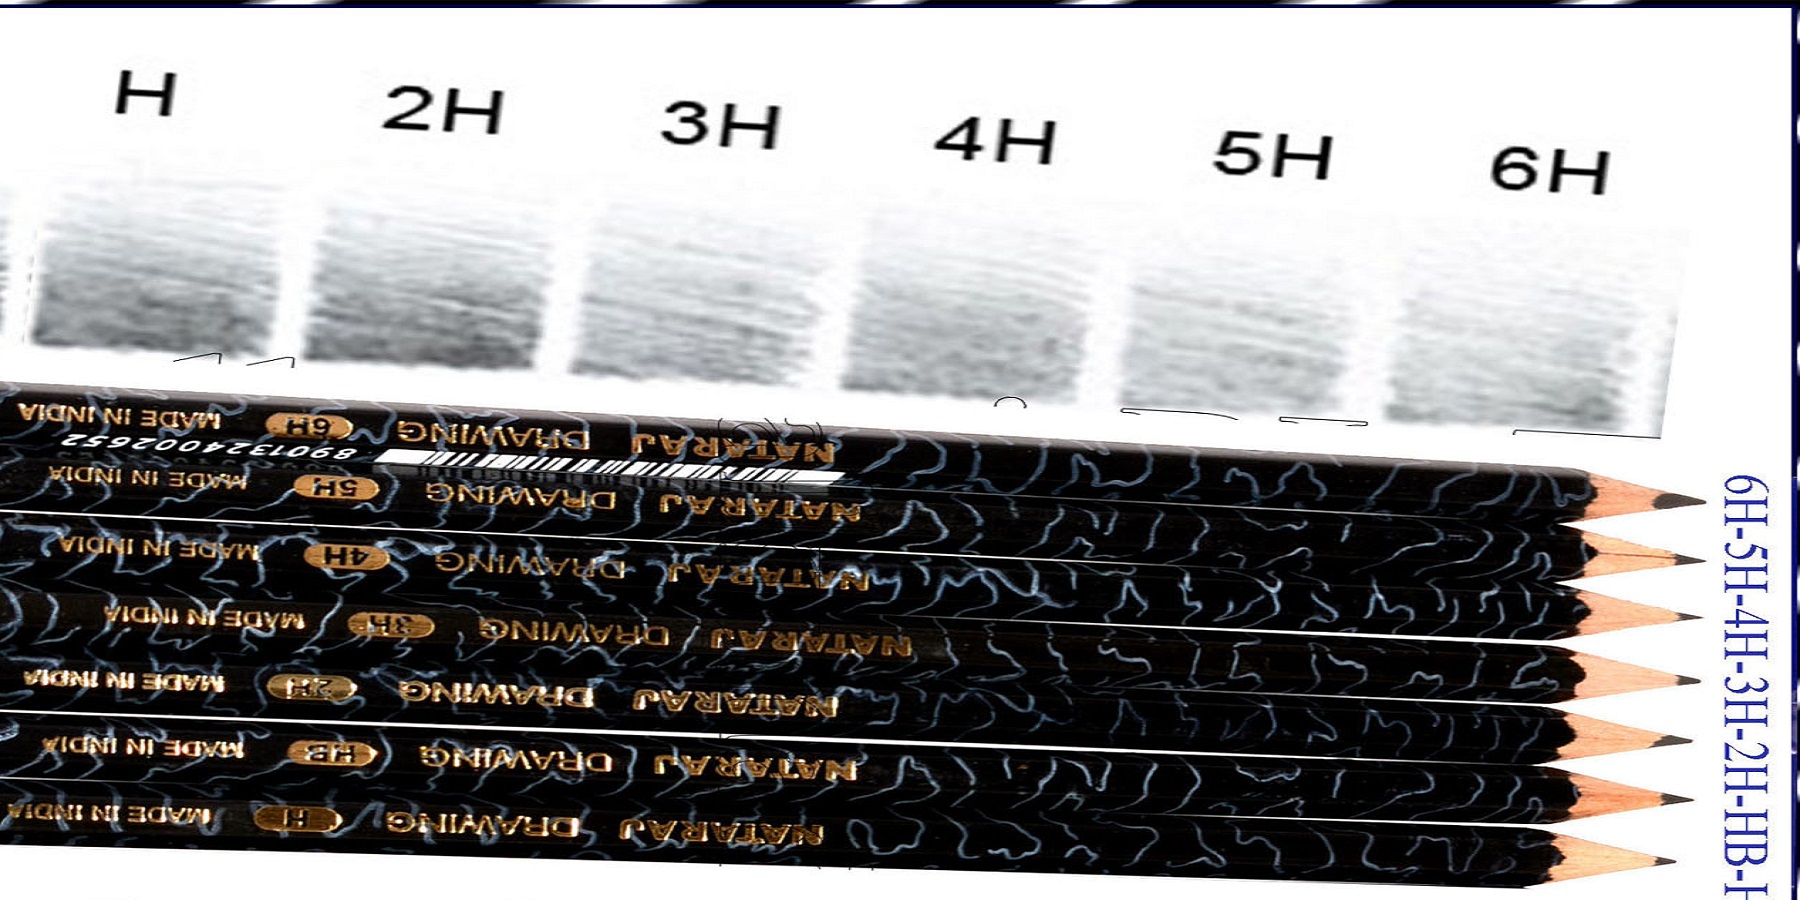 H 2H 3H 4H 5H 6H
NATARAJ DRAWING 6H MADE IN INDIA
8901324002652
NATARAJ DRAWING 5H MADE IN INDIA
NATARAJ DRAWING 4H MADE IN INDIA
NATARAJ DRAWING 3H MADE IN INDIA
NATARAJ DRAWING 2H MADE IN INDIA
NATARAJ DRAWING HB MADE IN INDIA
NATARAJ DRAWING H MADE IN INDIA
6H-5H-4H-3H-2H-HB-H